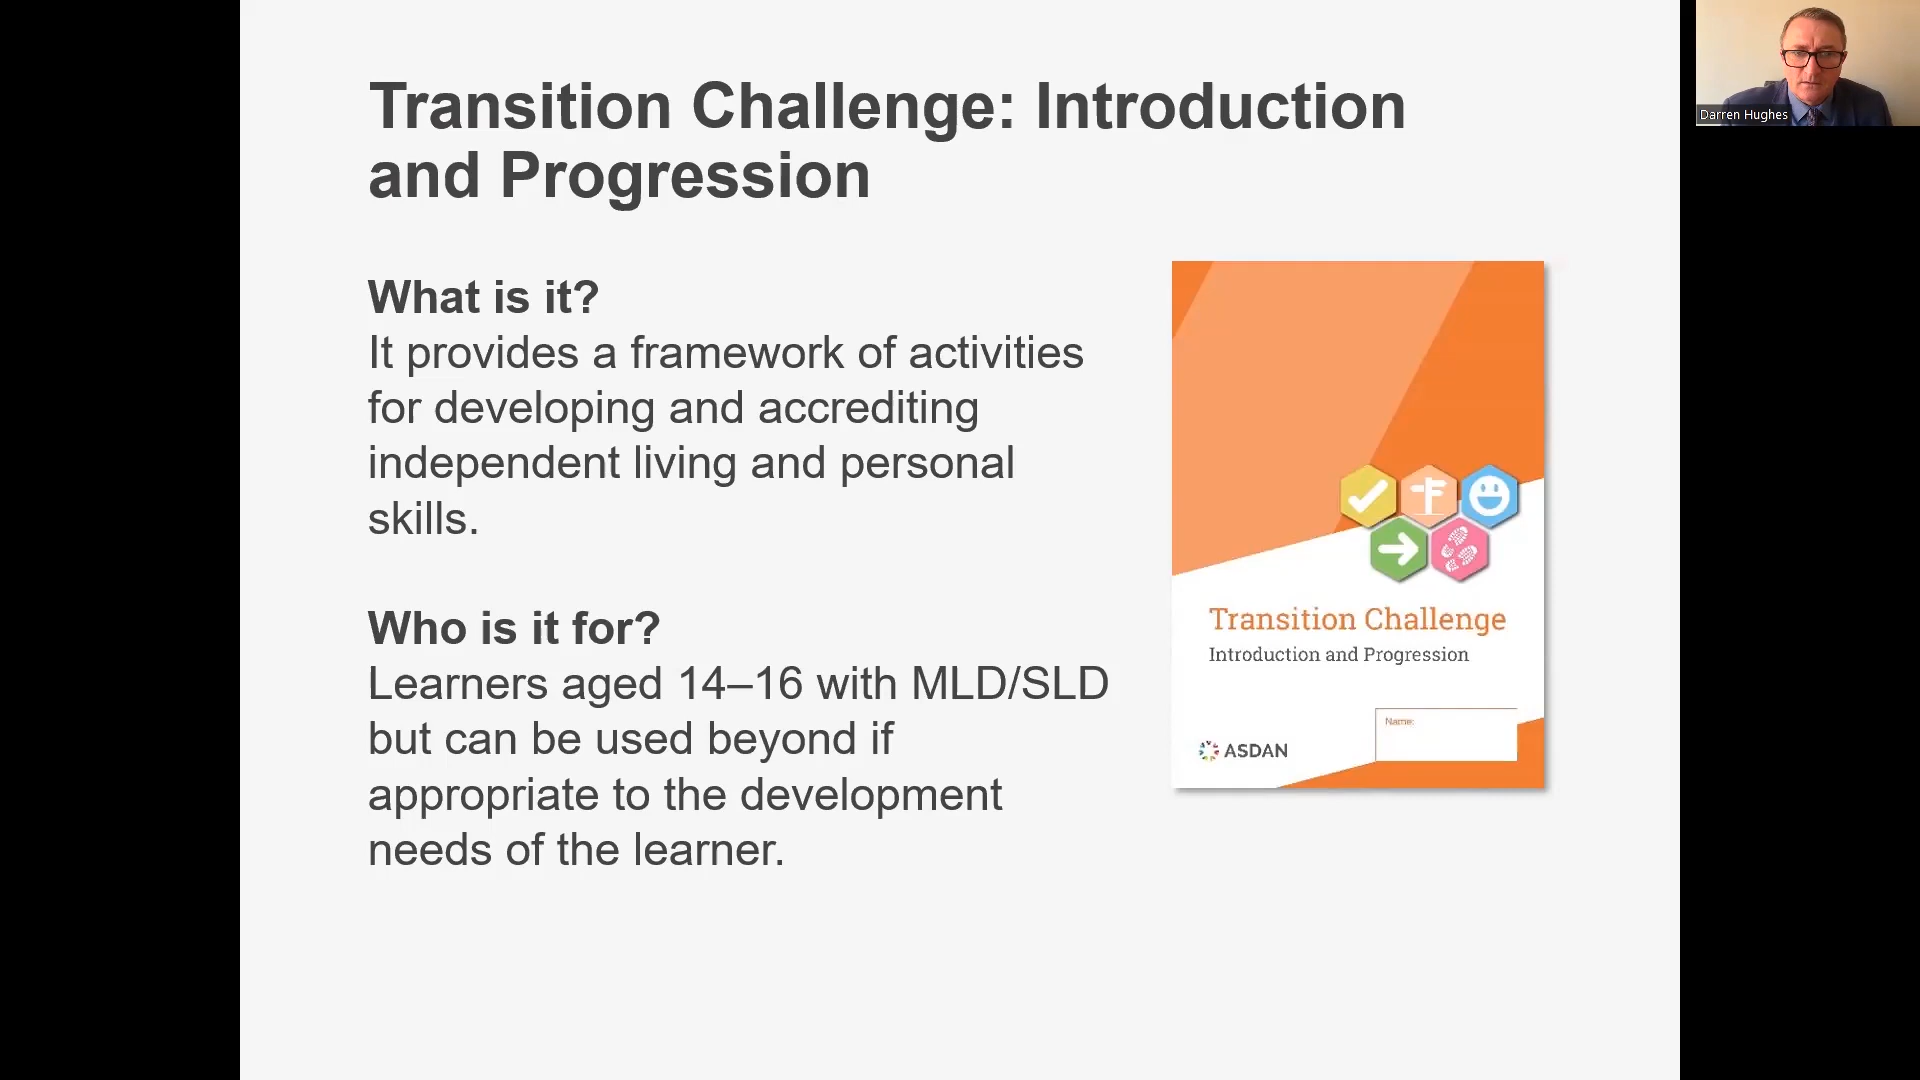 Transition Challenge: Introduction
and Progression
What is it?
It provides a framework of activities
for developing and accrediting
independent living and personal
skills.
Who is it for?
Learners aged 14–16 with MLD/SLD
but can be used beyond if
appropriate to the development
needs of the learner.
Transition Challenge
Introduction and Progression
Name:
ASDAN
Darren Hughes